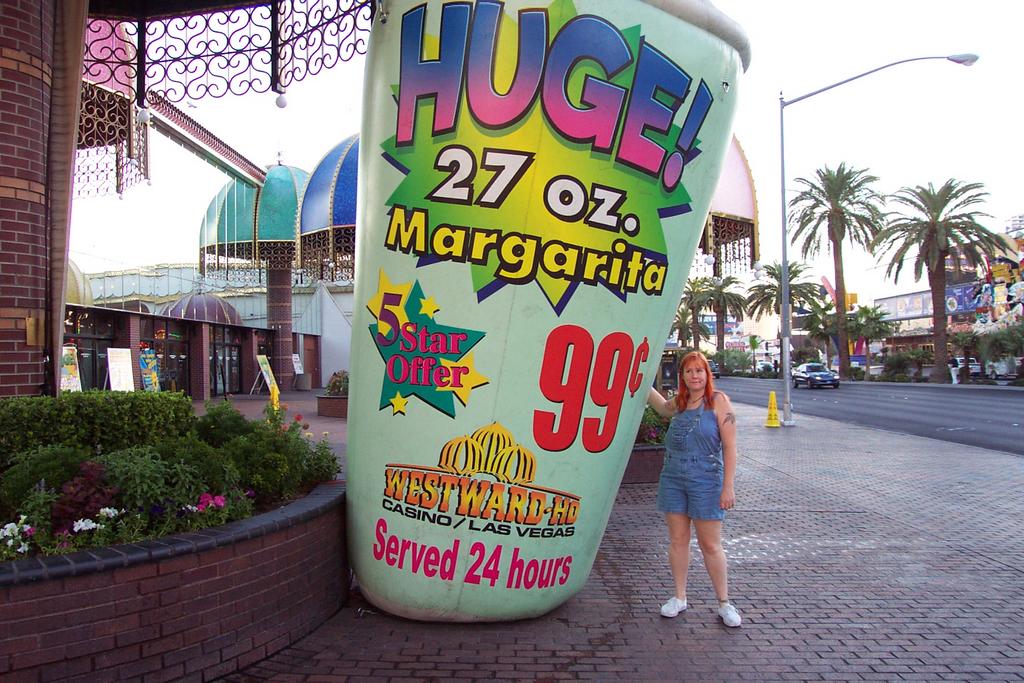 HUGE!
27 oz.
Margarita
5 Star
Offer
99¢
WESTWARD-HO
CASINO/LAS VEGAS
Served 24 hours